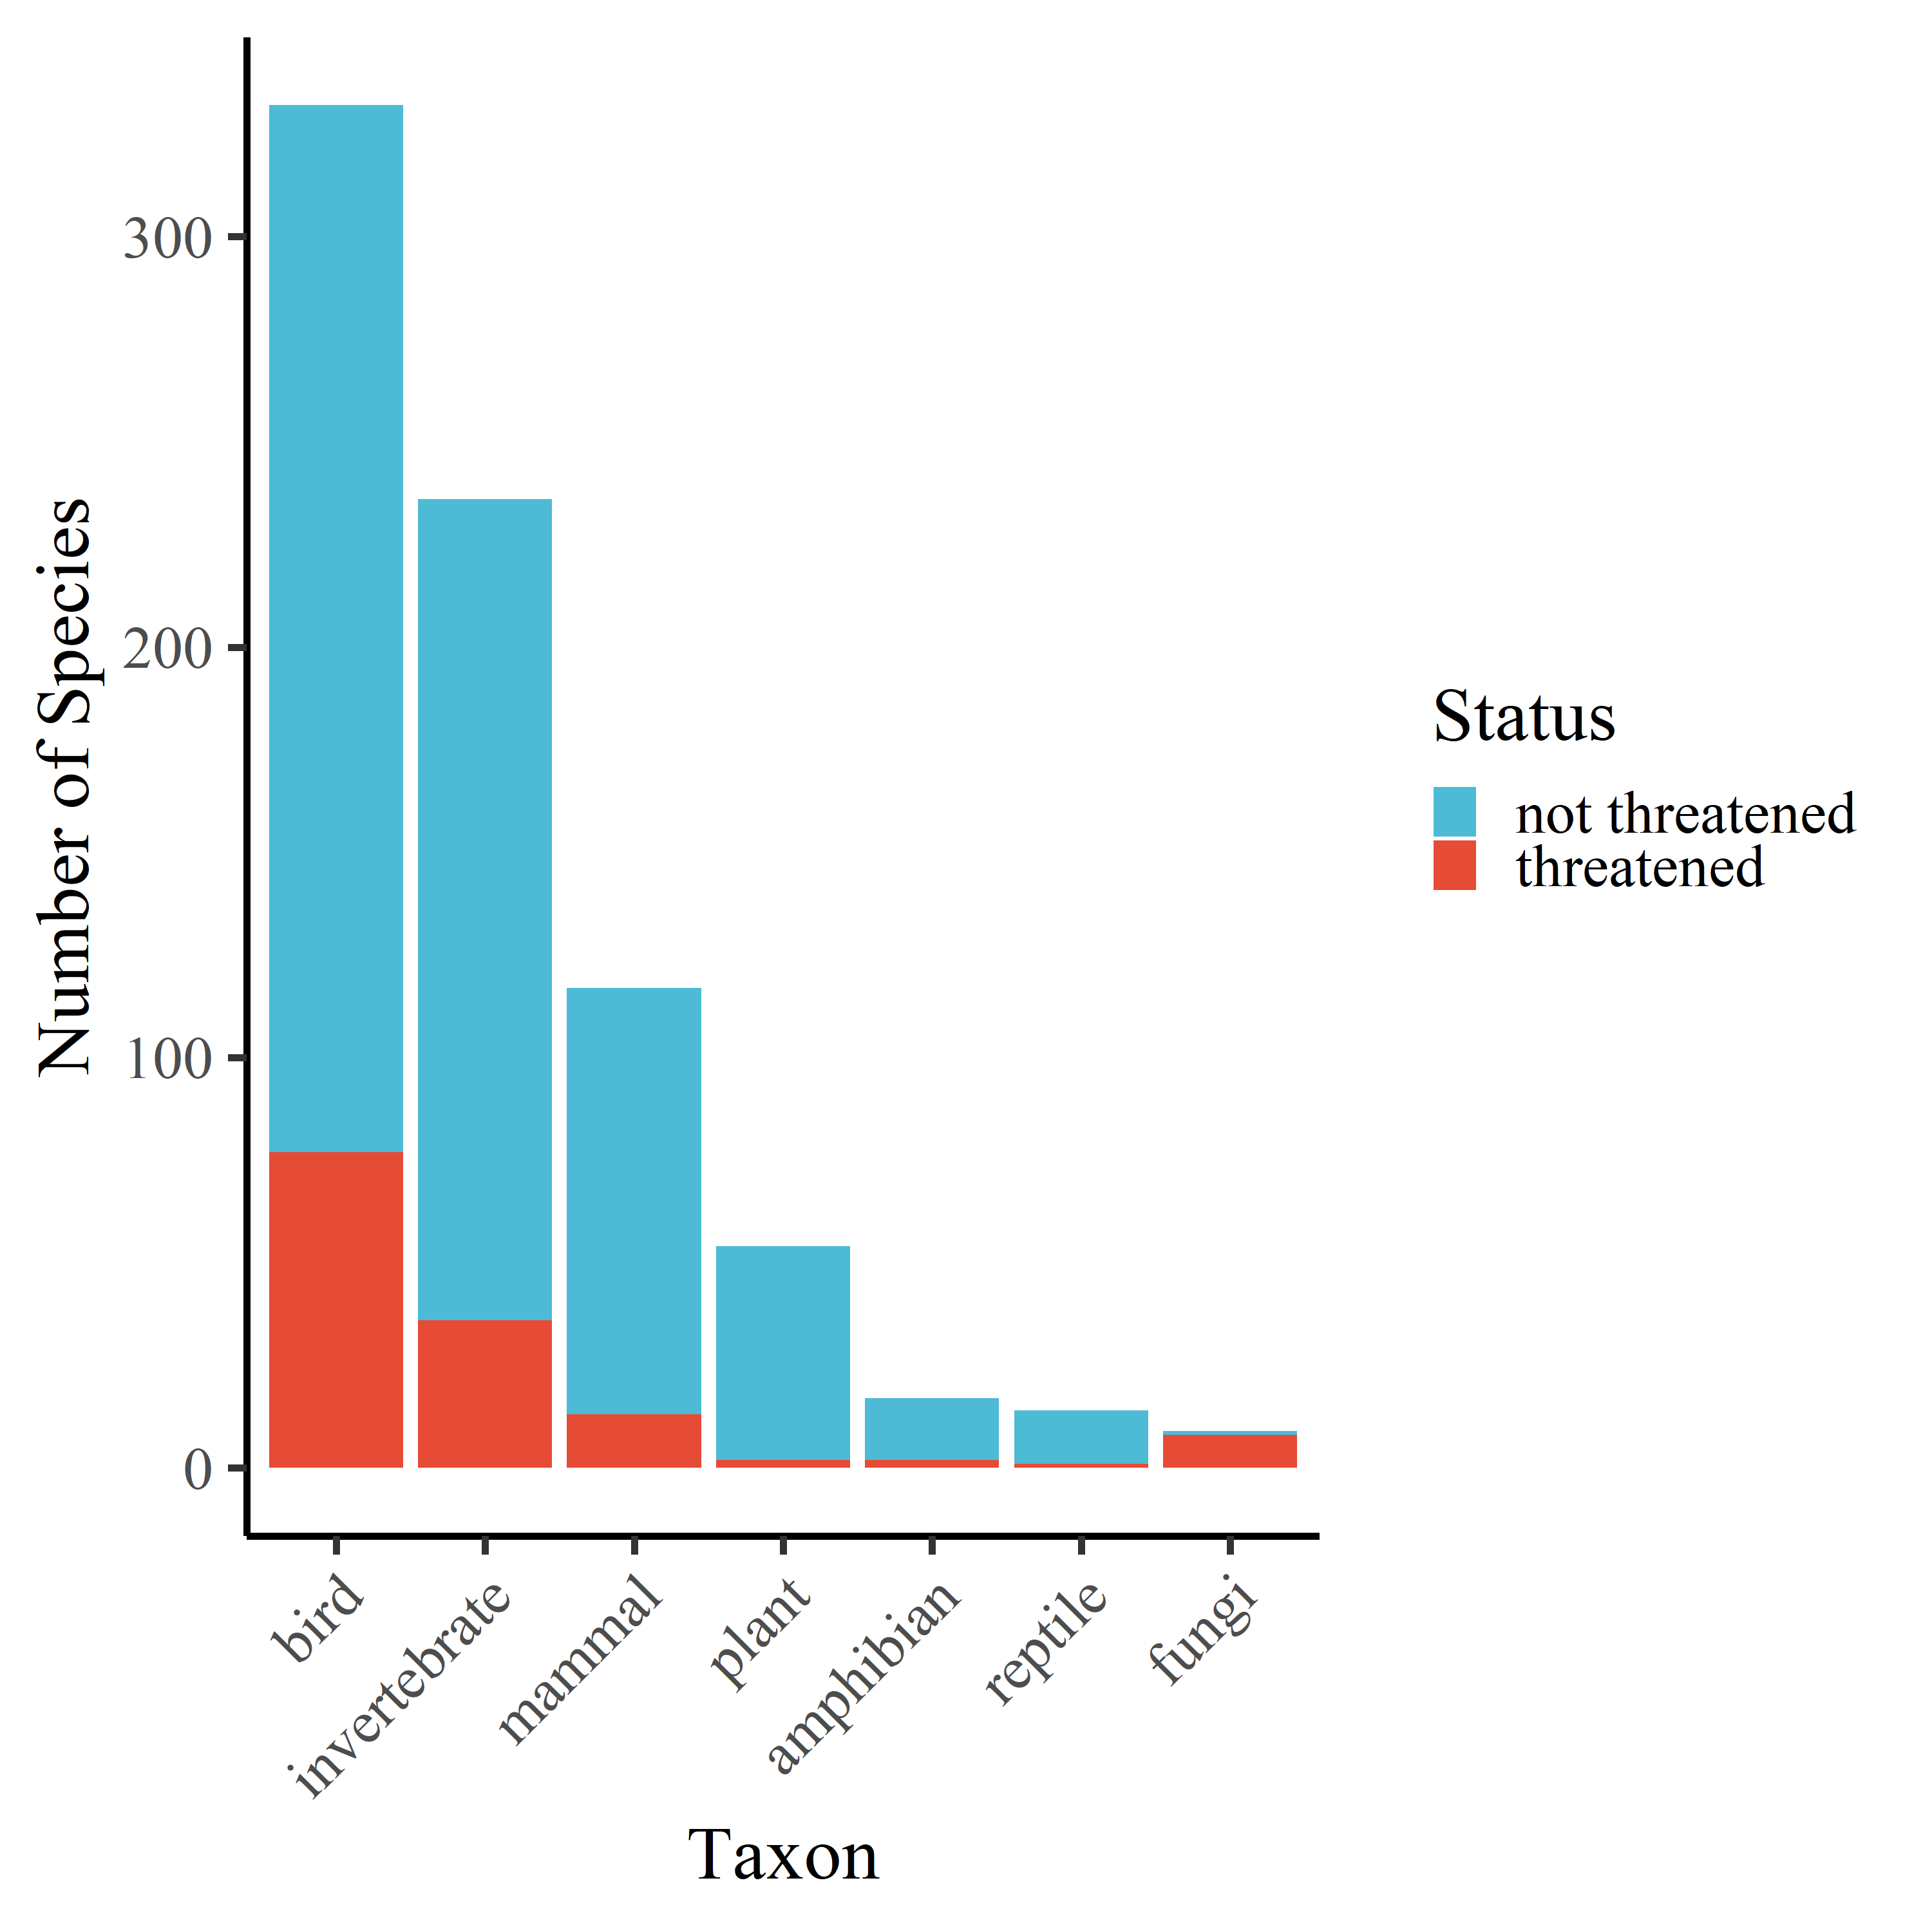 Number of Species
300
200
100
0
bird
invertebrate
mammal
plant
amphibian
reptile
fungi
Taxon
Status
not threatened
threatened